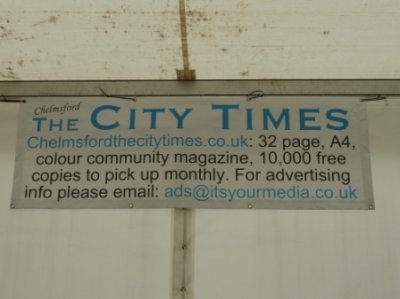 Chelmsford
THE CITY TIMES
Chelmsfordthecitytimes.co.uk: 32 page, A4,
colour community magazine, 10,000 free
copies to pick up monthly. For advertising
info please email: ads@itsyourmedia.co.uk